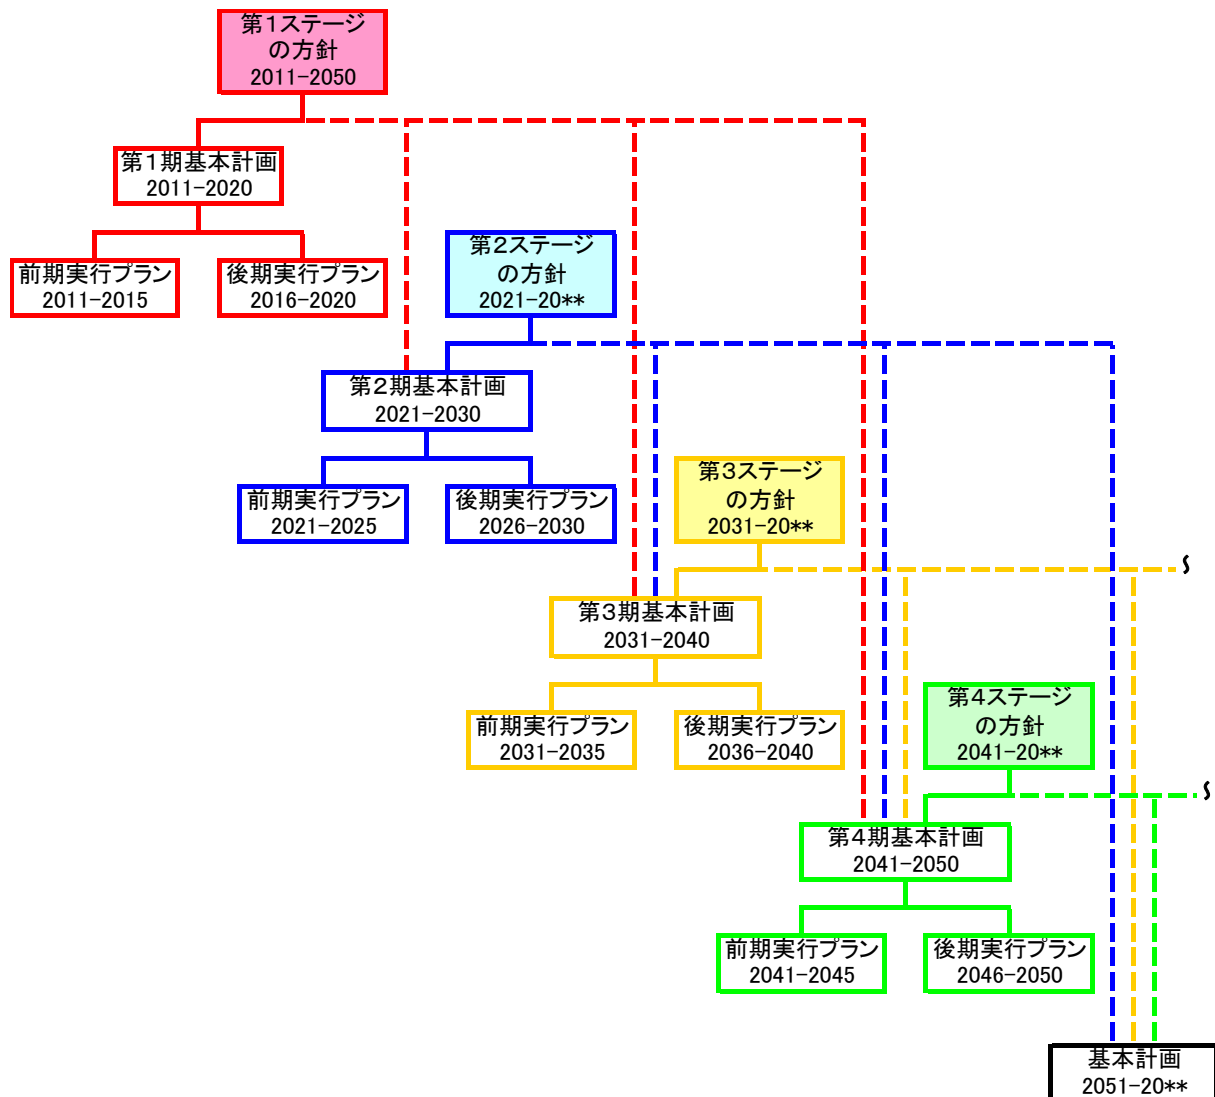 第1ステージ
の方針
2011-2050
第1期基本計画
2011-2020
前期実行プラン
2011-2015
後期実行プラン
2016-2020
第2ステージ
の方針
2021-20**
第2期基本計画
2021-2030
前期実行プラン
2021-2025
後期実行プラン
2026-2030
第3ステージ
の方針
2031-20**
第3期基本計画
2031-2040
前期実行プラン
2031-2035
後期実行プラン
2036-2040
第4ステージ
の方針
2041-20**
第4期基本計画
2041-2050
前期実行プラン
2041-2045
後期実行プラン
2046-2050
基本計画
2051-20**